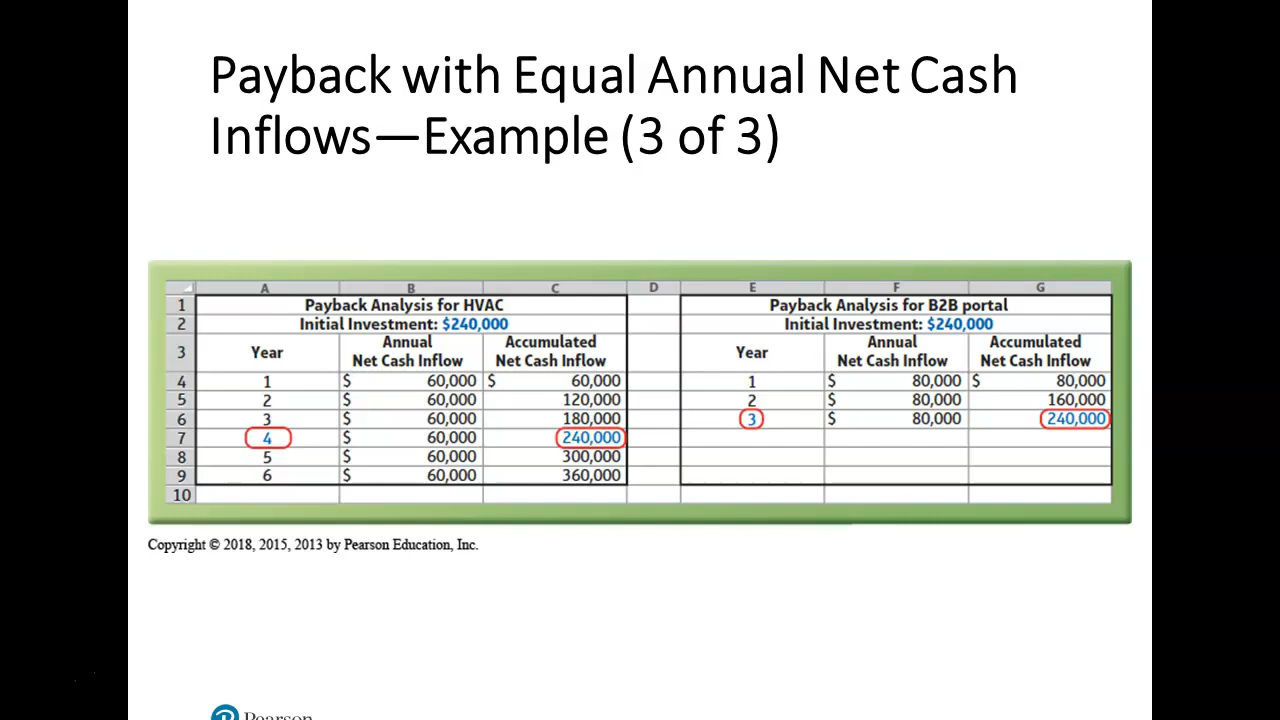 Payback with Equal Annual Net Cash
Inflows—Example (3 of 3)
A B C D E F G
1 Payback Analysis for HVAC Payback Analysis for B2B portal
2 Initial Investment: $240,000 Initial Investment: $240,000
3 Year Annual Net Cash Inflow Accumulated Net Cash Inflow Year Annual Net Cash Inflow Accumulated Net Cash Inflow
4 1 $ 60,000 $ 60,000 1 $ 80,000 $ 80,000
5 2 $ 60,000 120,000 2 $ 80,000 160,000
6 3 $ 60,000 180,000 3 $ 80,000 240,000
7 4 $ 60,000 240,000
8 5 $ 60,000 300,000
9 6 $ 60,000 360,000
10
Copyright © 2018, 2015, 2013 by Pearson Education, Inc.
Pearson